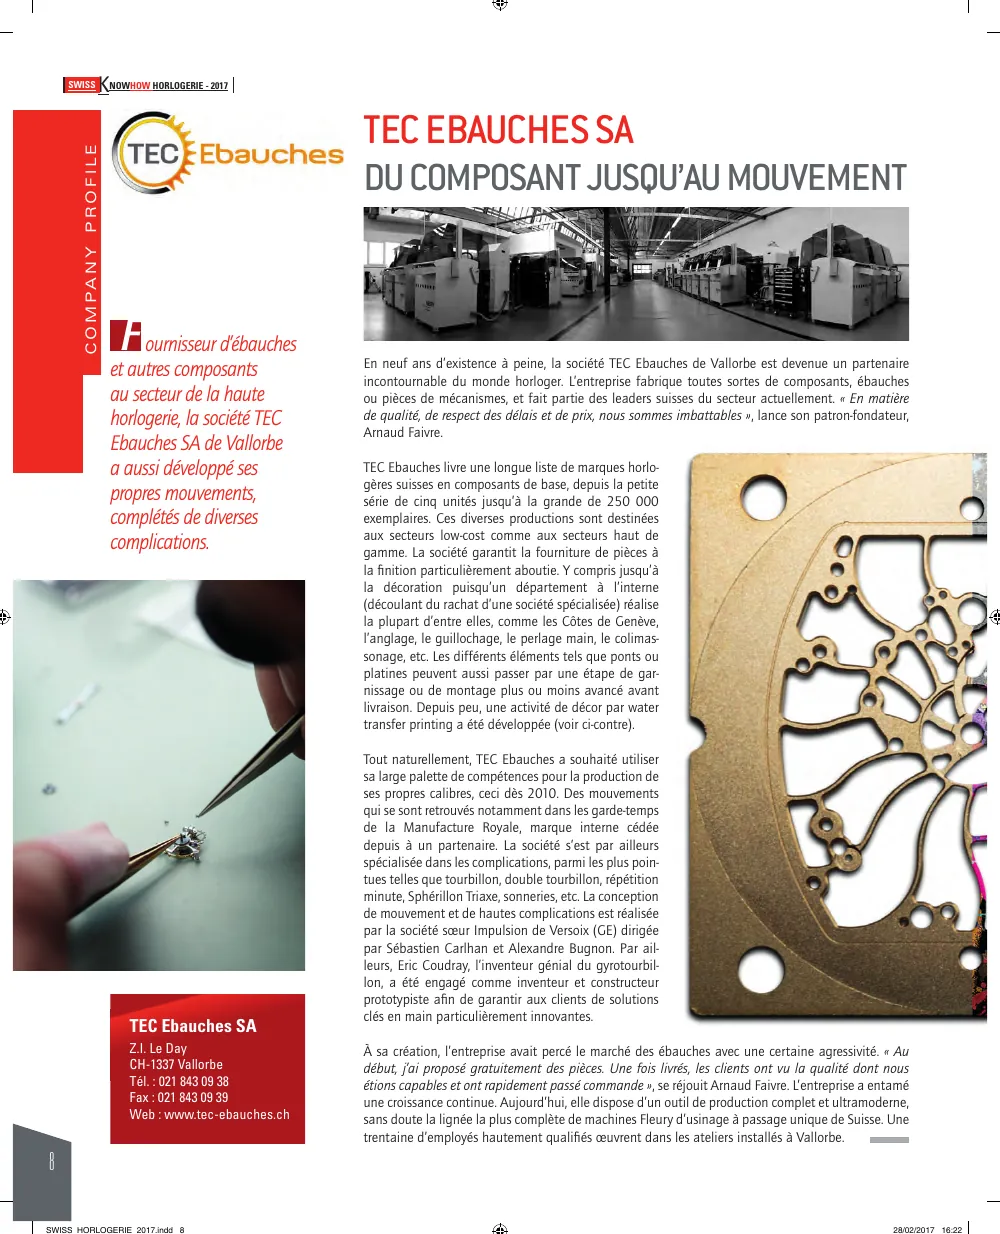 SWISS KNOWHOW HORLOGERIE - 2017
COMPANY PROFILE
TEC Ebauches
TEC EBAUCHES SA
DU COMPOSANT JUSQU'AU MOUVEMENT
Fournisseur d'ébauches
et autres composants
au secteur de la haute
horlogerie, la société TEC
Ebauches SA de Vallorbe
a aussi développé ses
propres mouvements,
complétés de diverses
complications.
En neuf ans d'existence à peine, la société TEC Ebauches de Vallorbe est devenue un partenaire
incontournable du monde horloger. L'entreprise fabrique toutes sortes de composants, ébauches
ou pièces de mécanismes, et fait partie des leaders suisses du secteur actuellement. « En matière
de qualité, de respect des délais et de prix, nous sommes imbattables », lance son patron-fondateur,
Arnaud Faivre.
TEC Ebauches livre une longue liste de marques horlo-
gères suisses en composants de base, depuis la petite
série de cinq unités jusqu'à la grande de 250 000
exemplaires. Ces diverses productions sont destinées
aux secteurs low-cost comme aux secteurs haut de
gamme. La société garantit la fourniture de pièces à
la finition particulièrement aboutie. Y compris jusqu'à
la décoration puisqu'un département à l'interne
(découlant du rachat d'une société spécialisée) réalise
la plupart d'entre elles, comme les Côtes de Genève,
l'anglage, le guillochage, le perlage main, le colimas-
sonage, etc. Les différents éléments tels que ponts ou
platines peuvent aussi passer par une étape de gar-
nissage ou de montage plus ou moins avancé avant
livraison. Depuis peu, une activité de décor par water
transfer printing a été développée (voir ci-contre).
Tout naturellement, TEC Ebauches a souhaité utiliser
sa large palette de compétences pour la production de
ses propres calibres, ceci dès 2010. Des mouvements
qui se sont retrouvés notamment dans les garde-temps
de la Manufacture Royale, marque interne cédée
depuis à un partenaire. La société s'est par ailleurs
spécialisée dans les complications, parmi les plus poin-
tues telles que tourbillon, double tourbillon, répétition
minute, Sphérillon Triaxe, sonneries, etc. La conception
de mouvement et de hautes complications est réalisée
par la société sœur Impulsion de Versoix (GE) dirigée
par Sébastien Carlhan et Alexandre Bugnon. Par ail-
leurs, Eric Coudray, l'inventeur génial du gyrotourbil-
lon, a été engagé comme inventeur et constructeur
prototypiste afin de garantir aux clients de solutions
clés en main particulièrement innovantes.
À sa création, l'entreprise avait percé le marché des ébauches avec une certaine agressivité. « Au
début, j'ai proposé gratuitement des pièces. Une fois livrés, les clients ont vu la qualité dont nous
étions capables et ont rapidement passé commande », se réjouit Arnaud Faivre. L'entreprise a entamé
une croissance continue. Aujourd'hui, elle dispose d'un outil de production complet et ultramoderne,
sans doute la lignée la plus complète de machines Fleury d'usinage à passage unique de Suisse. Une
trentaine d'employés hautement qualifiés œuvrent dans les ateliers installés à Vallorbe.
TEC Ebauches SA
Z.I. Le Day
CH-1337 Vallorbe
Tél. : 021 843 09 38
Fax : 021 843 09 39
Web : www.tec-ebauches.ch
8
SWISS_HORLOGERIE_2017.indd 8
28/02/2017 16:22